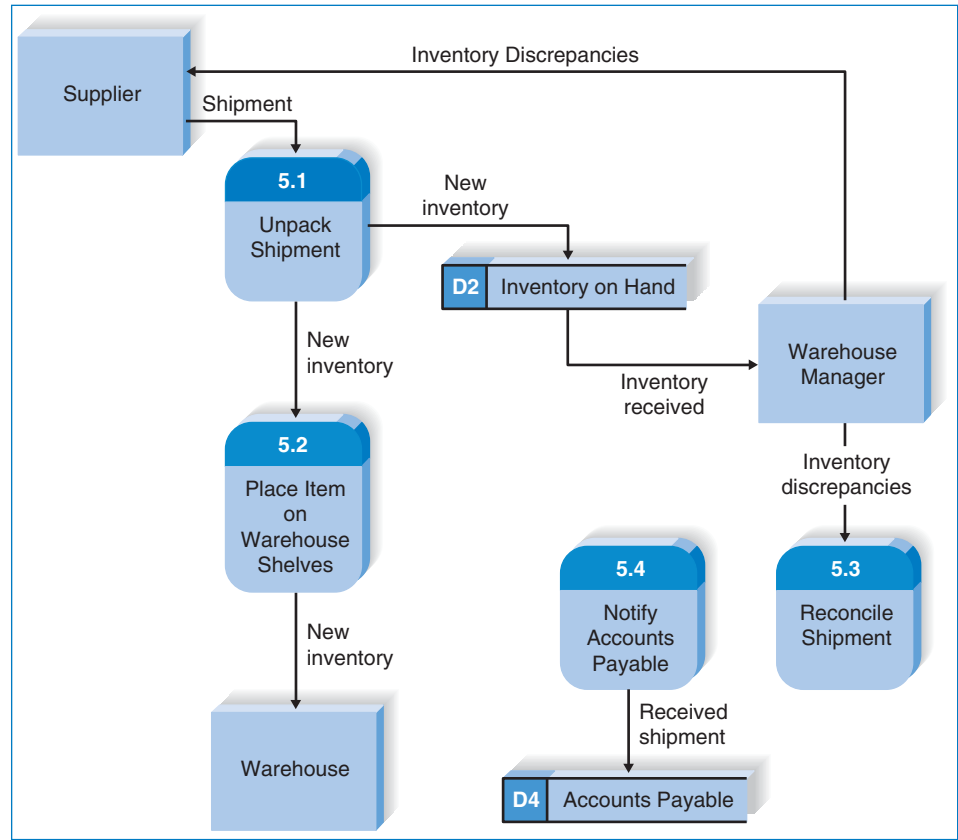 Inventory Discrepancies
Supplier
Shipment
5.1
Unpack
Shipment
New
inventory
D2 Inventory on Hand
New
inventory
Inventory
received
Warehouse
Manager
5.2
Place Item
on
Warehouse
Shelves
Inventory
discrepancies
5.4
Notify
Accounts
Payable
5.3
Reconcile
Shipment
New
inventory
Received
shipment
Warehouse
D4 Accounts Payable